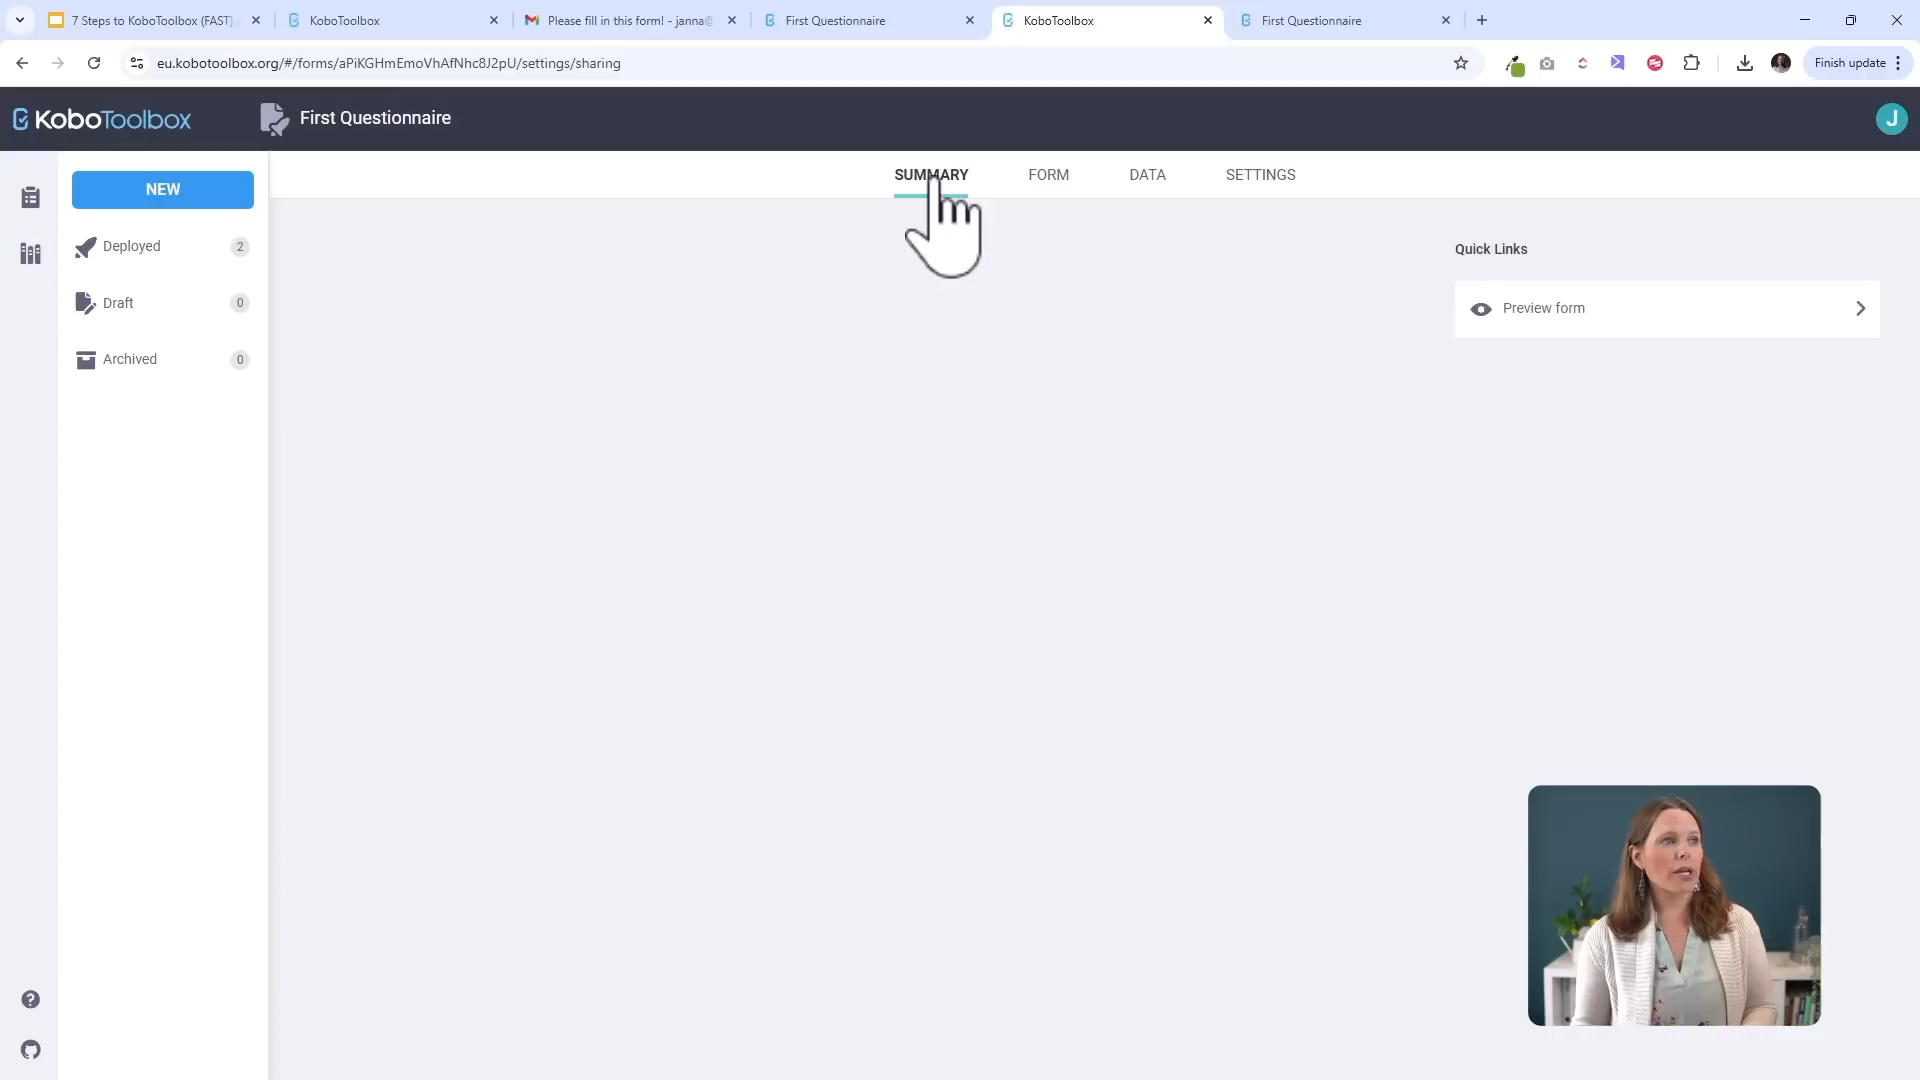 7 Steps to KoboToolbox (FAST)
KoboToolbox
Please fill in this form! - janna@
First Questionnaire
KoboToolbox
First Questionnaire
eu.kobotoolbox.org/#/forms/aPiKGHmEmoVhAfNhc8J2pU/settings/sharing
Finish update
KoboToolbox
First Questionnaire
J
NEW
SUMMARY
FORM
DATA
SETTINGS
Deployed
2
Draft
0
Archived
0
Quick Links
Preview form